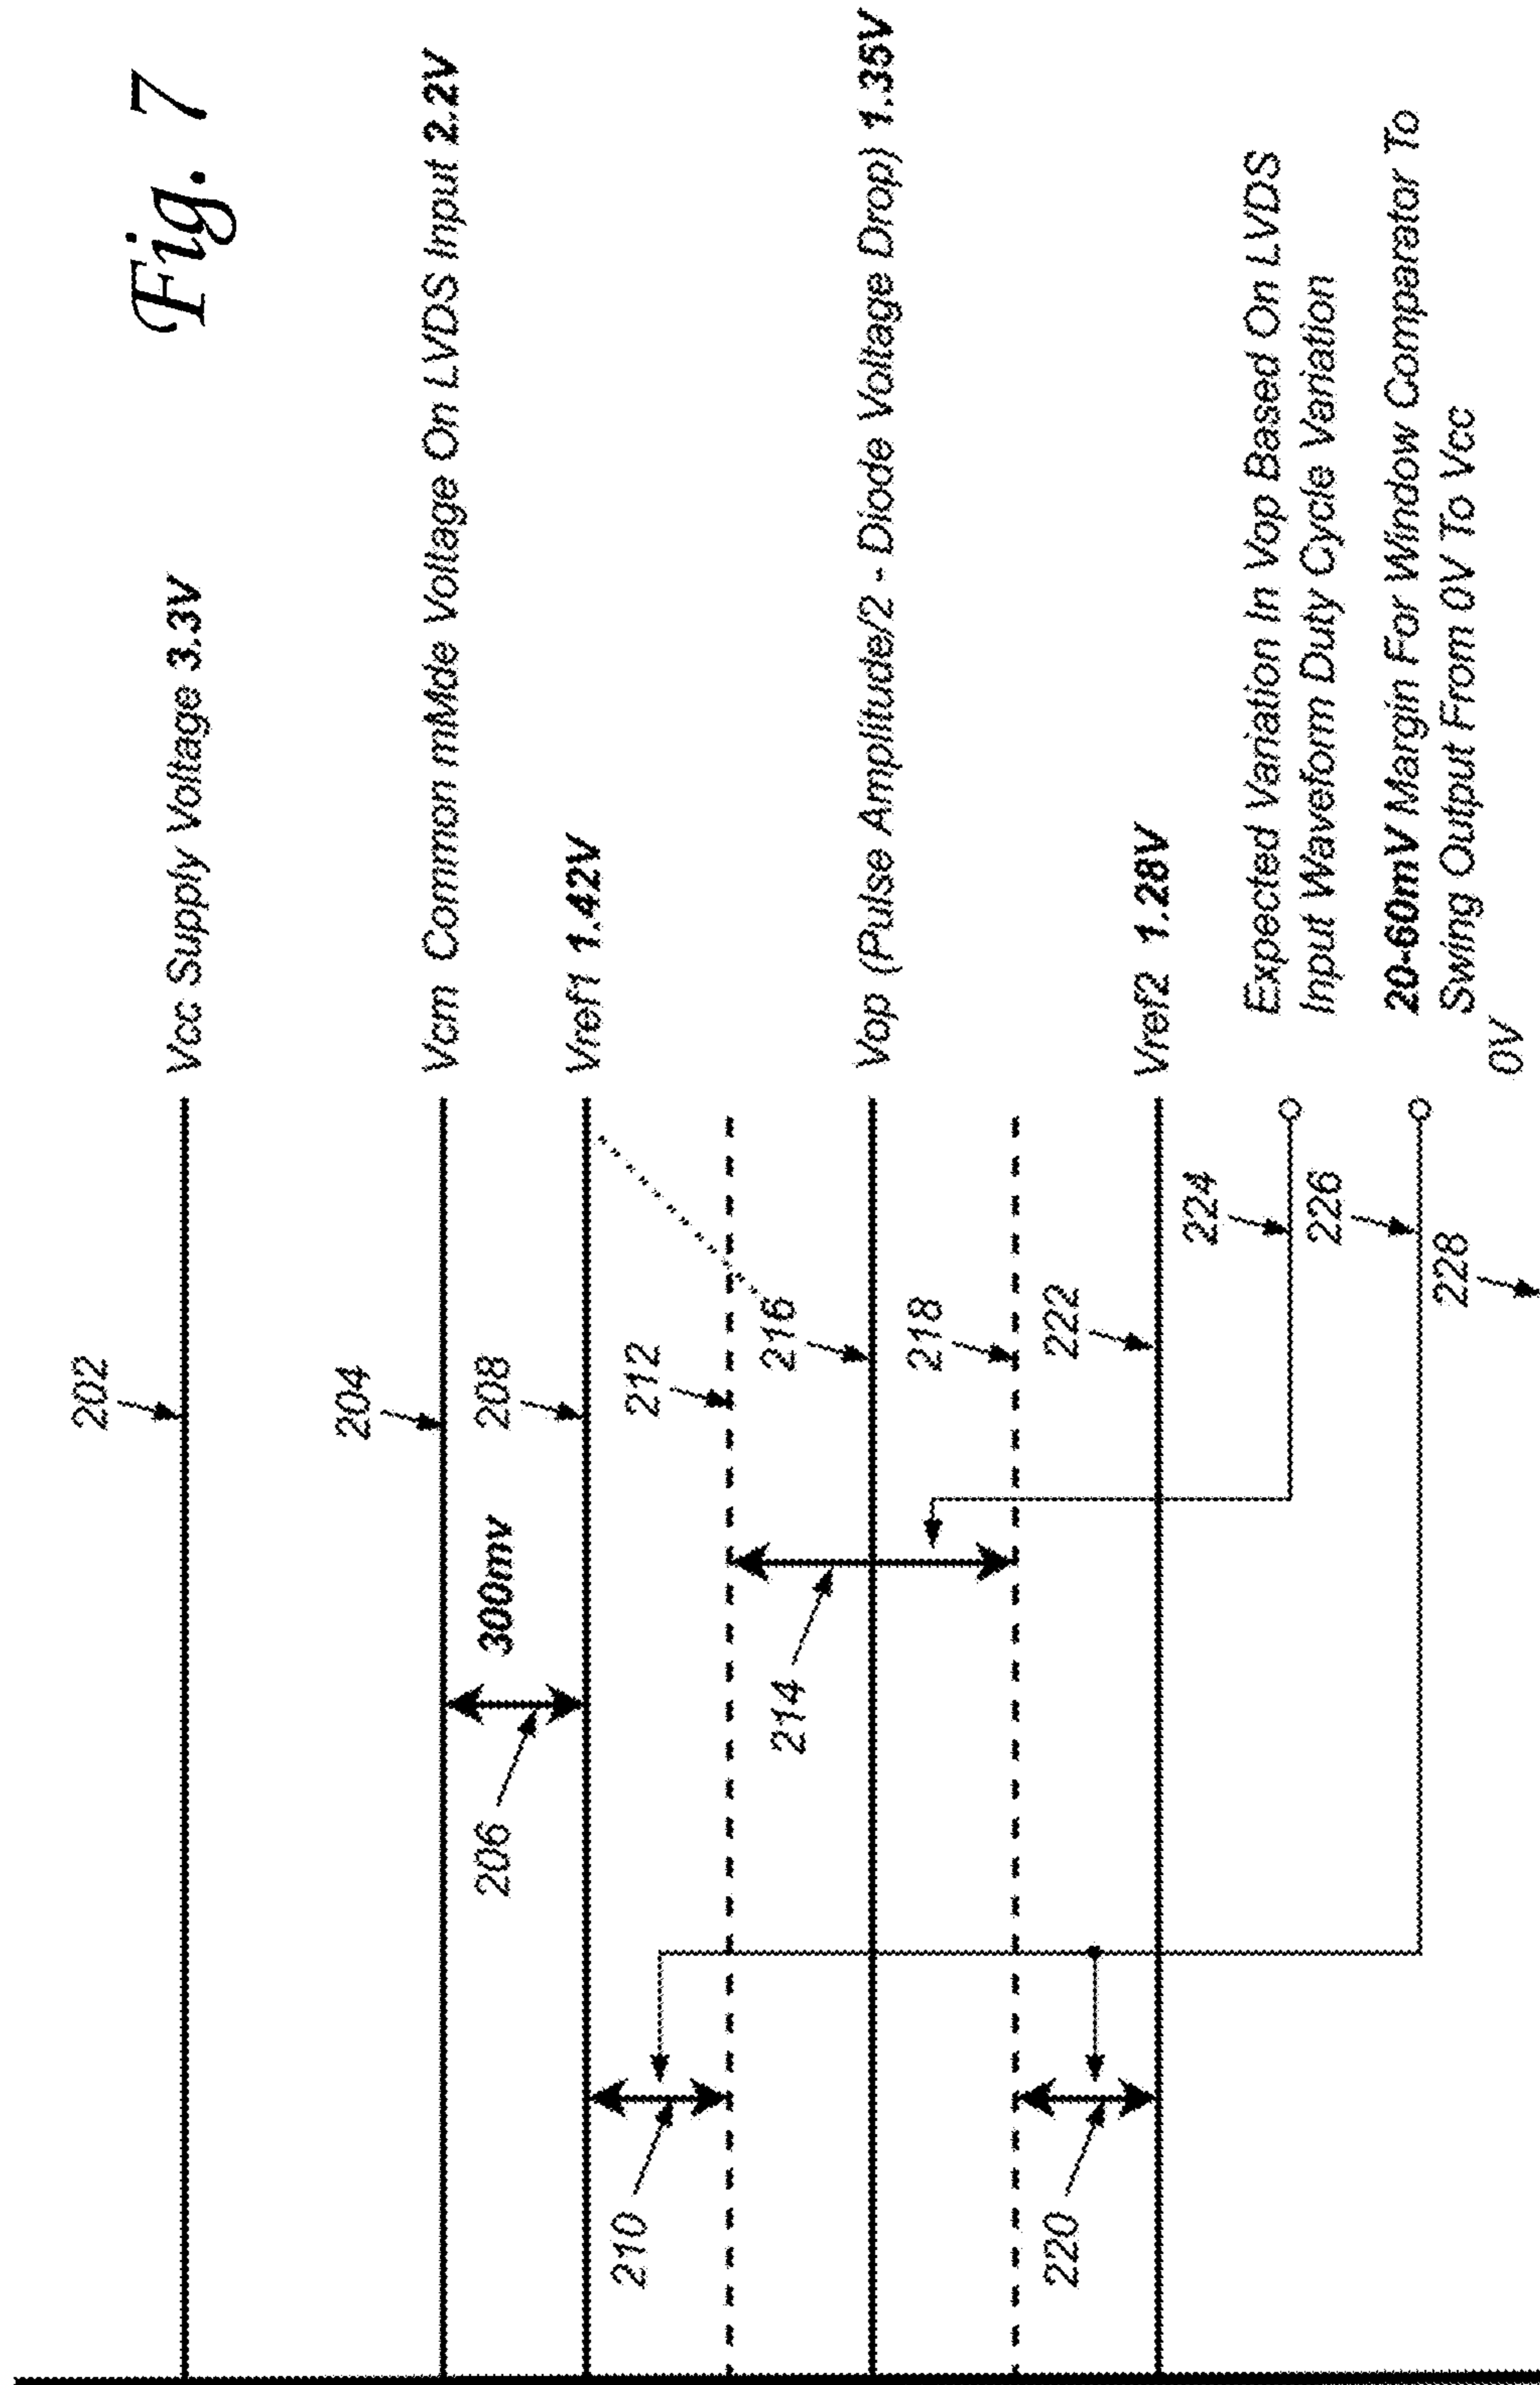 Fig. 7
Vcc Supply Voltage 3.3V
Vcm Common mMde Voltage On LVDS Input 2.2V
Vref1 1.42V
Vop (Pulse Amplitude/2 - Diode Voltage Drop) 1.35V
Vref2 1.28V
Expected Variation In Vop Based On LVDS
Input Waveform Duty Cycle Variation
20-60mV Margin For Window Comparator To
Swing Output From 0V To Vcc
0V
202
204
300mv
206
208
210
212
214
216
218
220
222
224
226
228